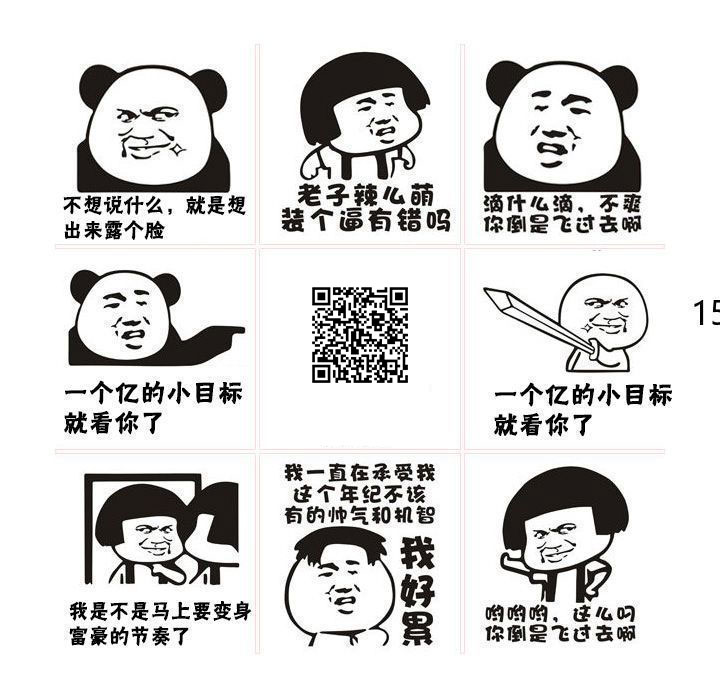 不想说什么，就是想
出来露个脸
老子辣么萌
装个逼有错吗
滴什么滴，不爽
你倒是飞过去啊
一个亿的小目标
就看你了
15
一个亿的小目标
就看你了
我是不是马上要变身
富豪的节奏了
我一直在承受我
这个年纪不该
有的帅气和机智
我好累
哟哟哟，这么叼
你倒是飞过去啊